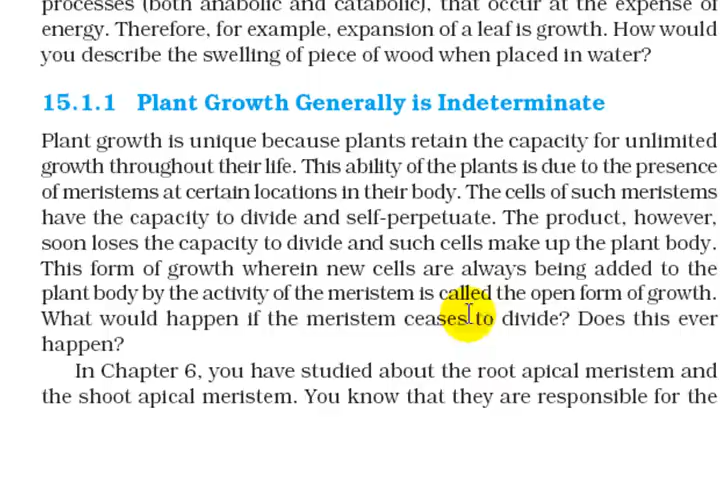 processes (both anabolic and catabolic), that occur at the expense of
energy. Therefore, for example, expansion of a leaf is growth. How would
you describe the swelling of piece of wood when placed in water?
15.1.1 Plant Growth Generally is Indeterminate
Plant growth is unique because plants retain the capacity for unlimited
growth throughout their life. This ability of the plants is due to the presence
of meristems at certain locations in their body. The cells of such meristems
have the capacity to divide and self-perpetuate. The product, however,
soon loses the capacity to divide and such cells make up the plant body.
This form of growth wherein new cells are always being added to the
plant body by the activity of the meristem is called the open form of growth.
What would happen if the meristem ceases to divide? Does this ever
happen?
In Chapter 6, you have studied about the root apical meristem and
the shoot apical meristem. You know that they are responsible for the